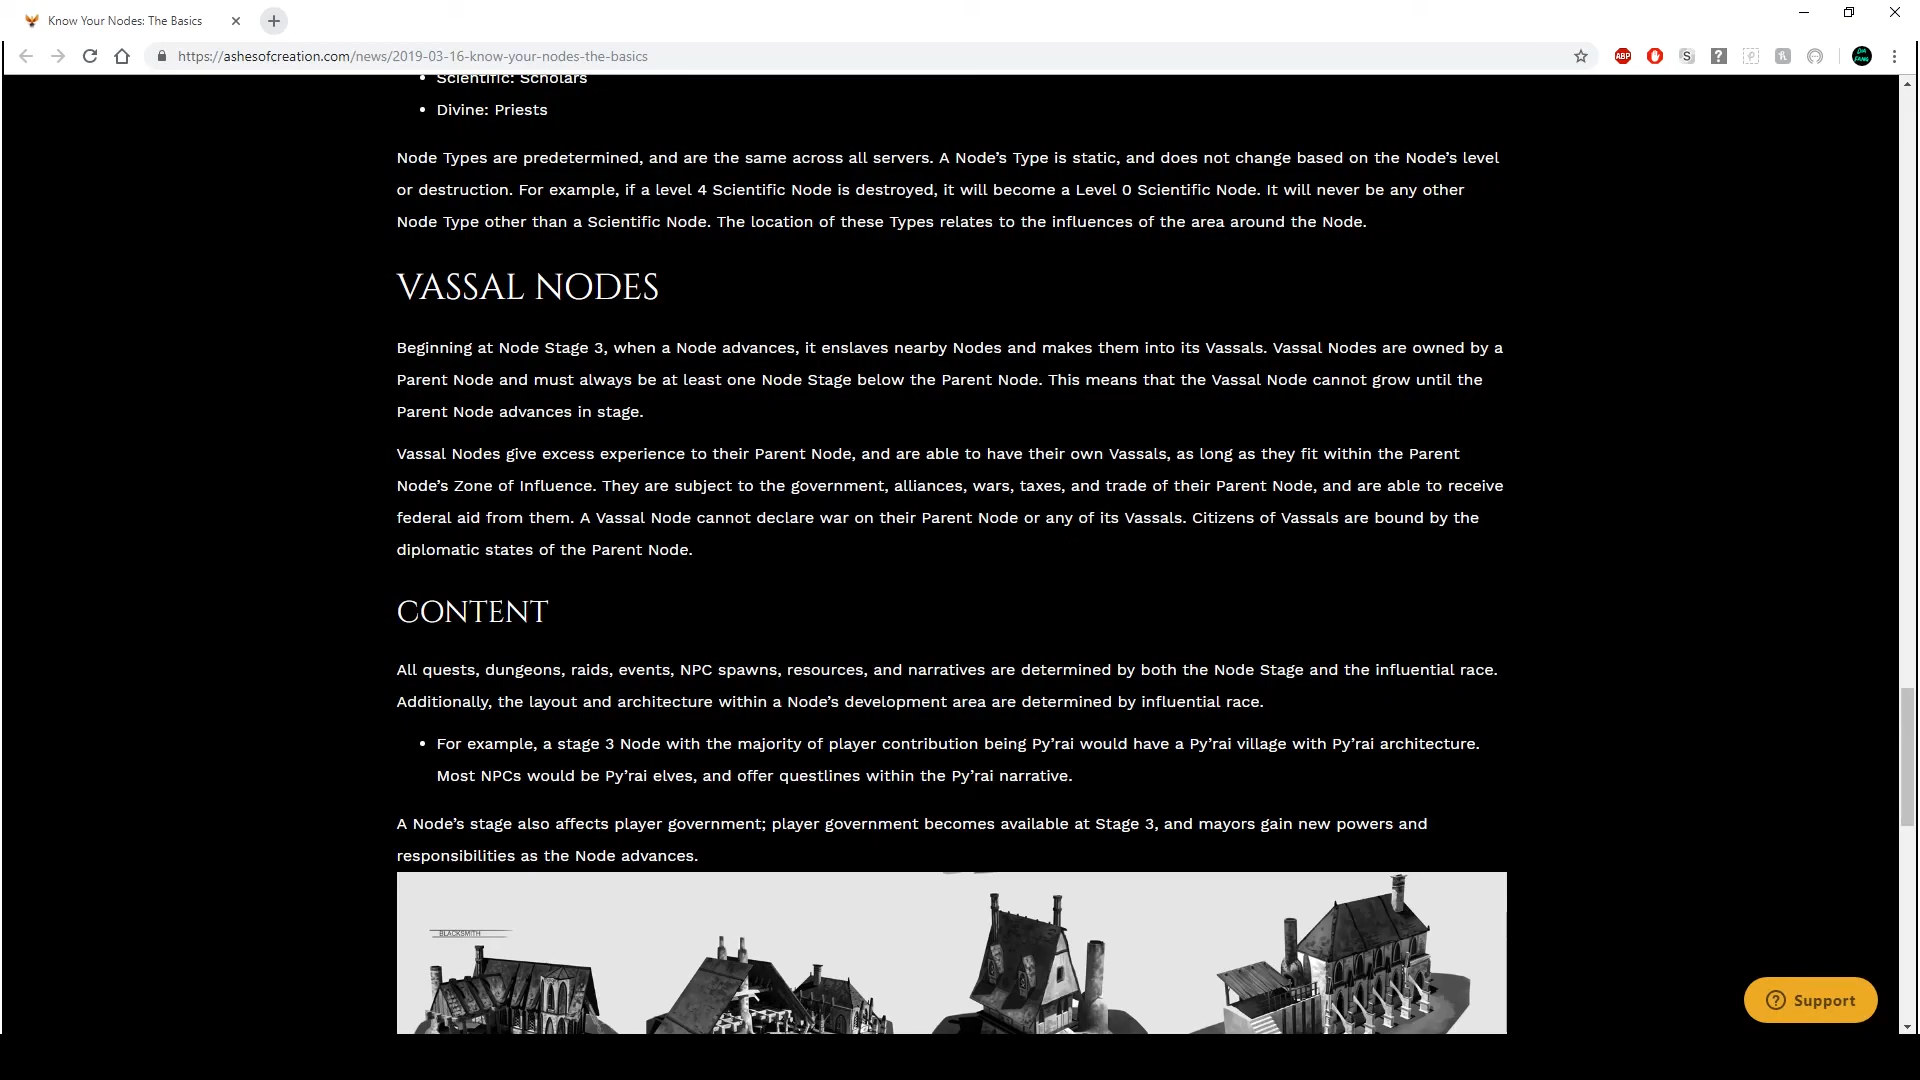 Know Your Nodes: The Basics
https://ashesofcreation.com/news/2019-03-16-know-your-nodes-the-basics
ABP
S
?
Scientific: Scholars
Divine: Priests
Node Types are predetermined, and are the same across all servers. A Node’s Type is static, and does not change based on the Node’s level
or destruction. For example, if a level 4 Scientific Node is destroyed, it will become a Level 0 Scientific Node. It will never be any other
Node Type other than a Scientific Node. The location of these Types relates to the influences of the area around the Node.
VASSAL NODES
Beginning at Node Stage 3, when a Node advances, it enslaves nearby Nodes and makes them into its Vassals. Vassal Nodes are owned by a
Parent Node and must always be at least one Node Stage below the Parent Node. This means that the Vassal Node cannot grow until the
Parent Node advances in stage.
Vassal Nodes give excess experience to their Parent Node, and are able to have their own Vassals, as long as they fit within the Parent
Node’s Zone of Influence. They are subject to the government, alliances, wars, taxes, and trade of their Parent Node, and are able to receive
federal aid from them. A Vassal Node cannot declare war on their Parent Node or any of its Vassals. Citizens of Vassals are bound by the
diplomatic states of the Parent Node.
CONTENT
All quests, dungeons, raids, events, NPC spawns, resources, and narratives are determined by both the Node Stage and the influential race.
Additionally, the layout and architecture within a Node’s development area are determined by influential race.
For example, a stage 3 Node with the majority of player contribution being Py’rai would have a Py’rai village with Py’rai architecture.
Most NPCs would be Py’rai elves, and offer questlines within the Py’rai narrative.
A Node’s stage also affects player government; player government becomes available at Stage 3, and mayors gain new powers and
responsibilities as the Node advances.
BLACKSMITH
Support